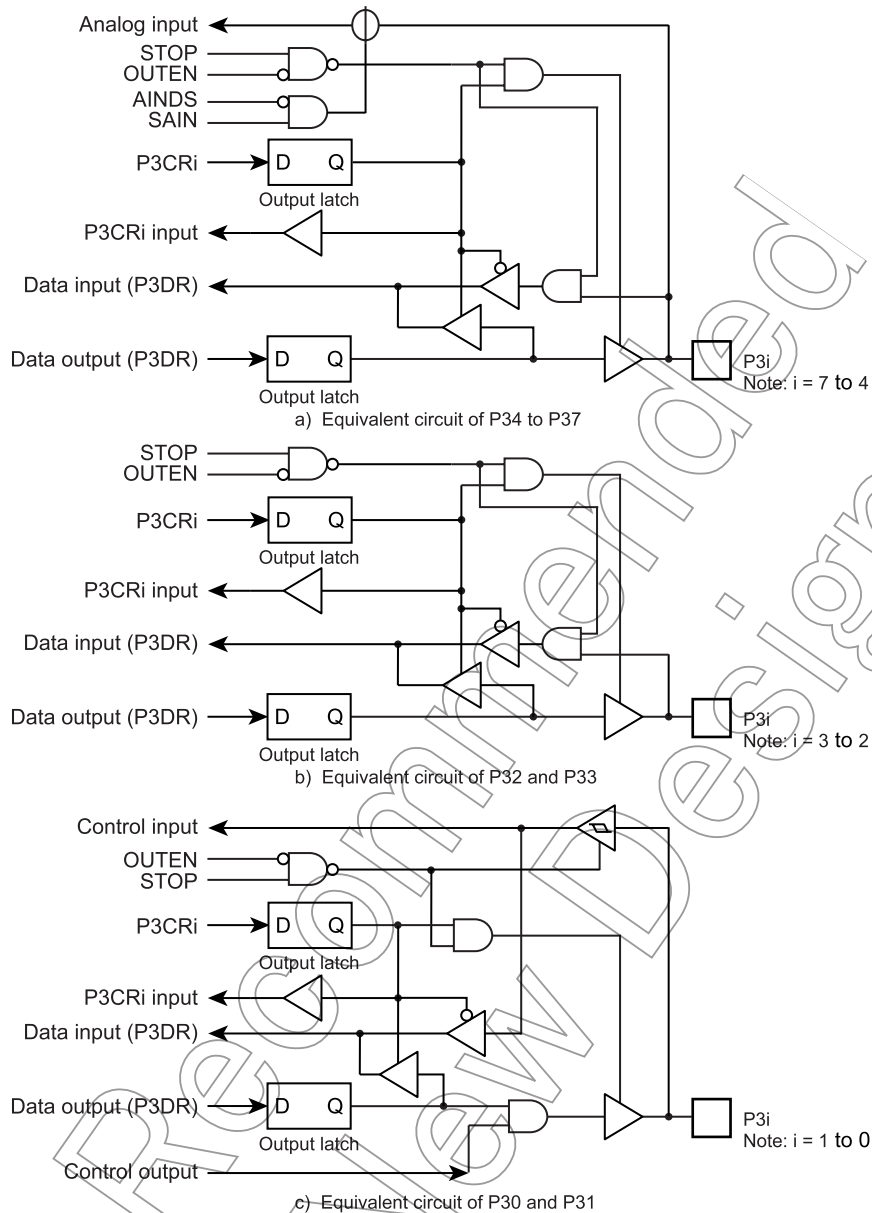 Analog input
STOP
OUTEN
AINDS
SAIN
P3CRi
D Q
Output latch
P3CRi input
Data input (P3DR)
Data output (P3DR)
D Q
Output latch
P3i
Note: i = 7 to 4
a) Equivalent circuit of P34 to P37
STOP
OUTEN
P3CRi
D Q
Output latch
P3CRi input
Data input (P3DR)
Data output (P3DR)
D Q
Output latch
P3i
Note: i = 3 to 2
b) Equivalent circuit of P32 and P33
Control input
OUTEN
STOP
P3CRi
D Q
Output latch
P3CRi input
Data input (P3DR)
Data output (P3DR)
D Q
Output latch
P3i
Note: i = 1 to 0
Control output
c) Equivalent circuit of P30 and P31
Recommended
New Design